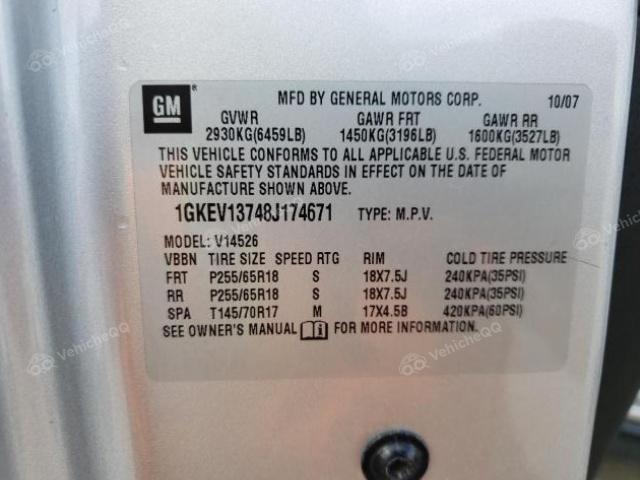 GM ®
MFD BY GENERAL MOTORS CORP. 10/07
GVWR GAWR FRT GAWR RR
2930KG(6459LB) 1450KG(3196LB) 1600KG(3527LB)
THIS VEHICLE CONFORMS TO ALL APPLICABLE U.S. FEDERAL MOTOR
VEHICLE SAFETY STANDARDS IN EFFECT ON THE DATE OF
MANUFACTURE SHOWN ABOVE.
1GKEV13748J174671 TYPE: M.P.V.
MODEL: V14526
VBBN TIRE SIZE SPEED RTG RIM COLD TIRE PRESSURE
FRT P255/65R18 S 18X7.5J 240KPA(35PSI)
RR P255/65R18 S 18X7.5J 240KPA(35PSI)
SPA T145/70R17 M 17X4.5B 420KPA(60PSI)
SEE OWNER'S MANUAL FOR MORE INFORMATION.
VehicleQQ